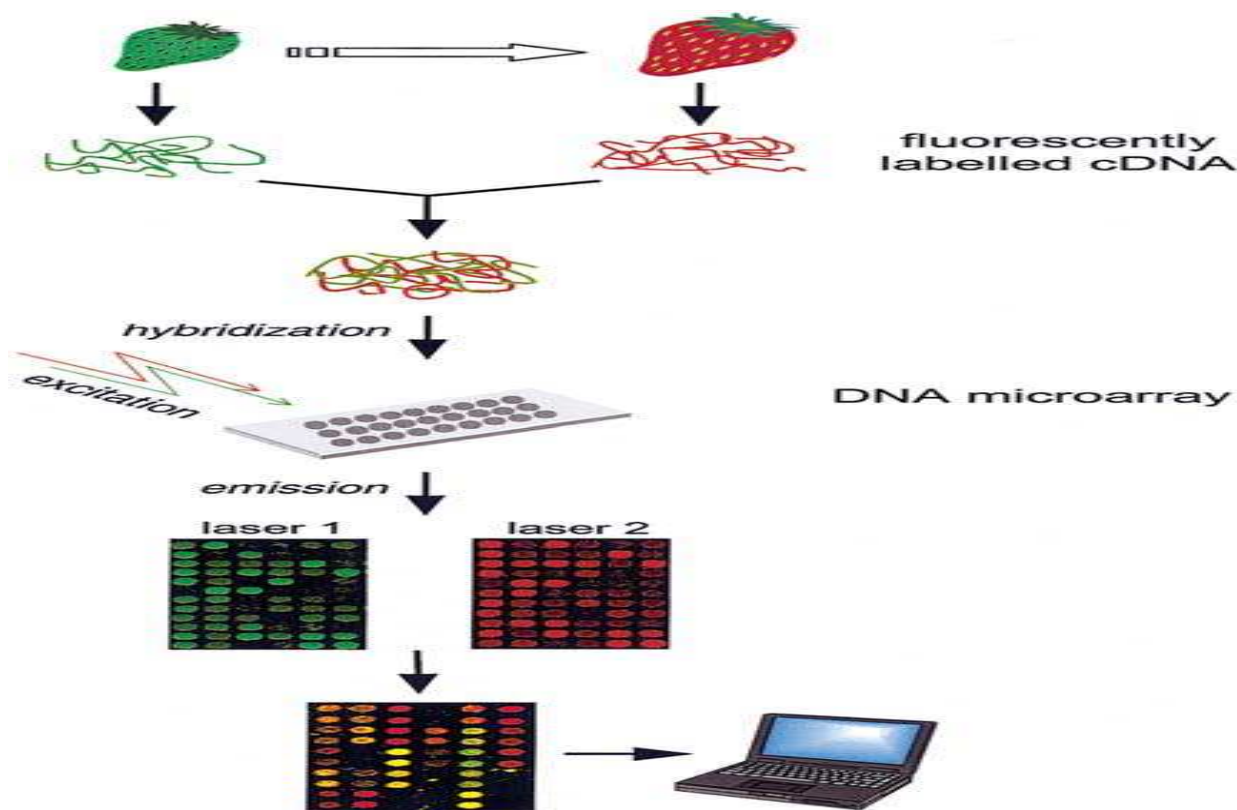 fluorescently
labelled cDNA
hybridization
excitation
DNA microarray
emission
laser 1
laser 2